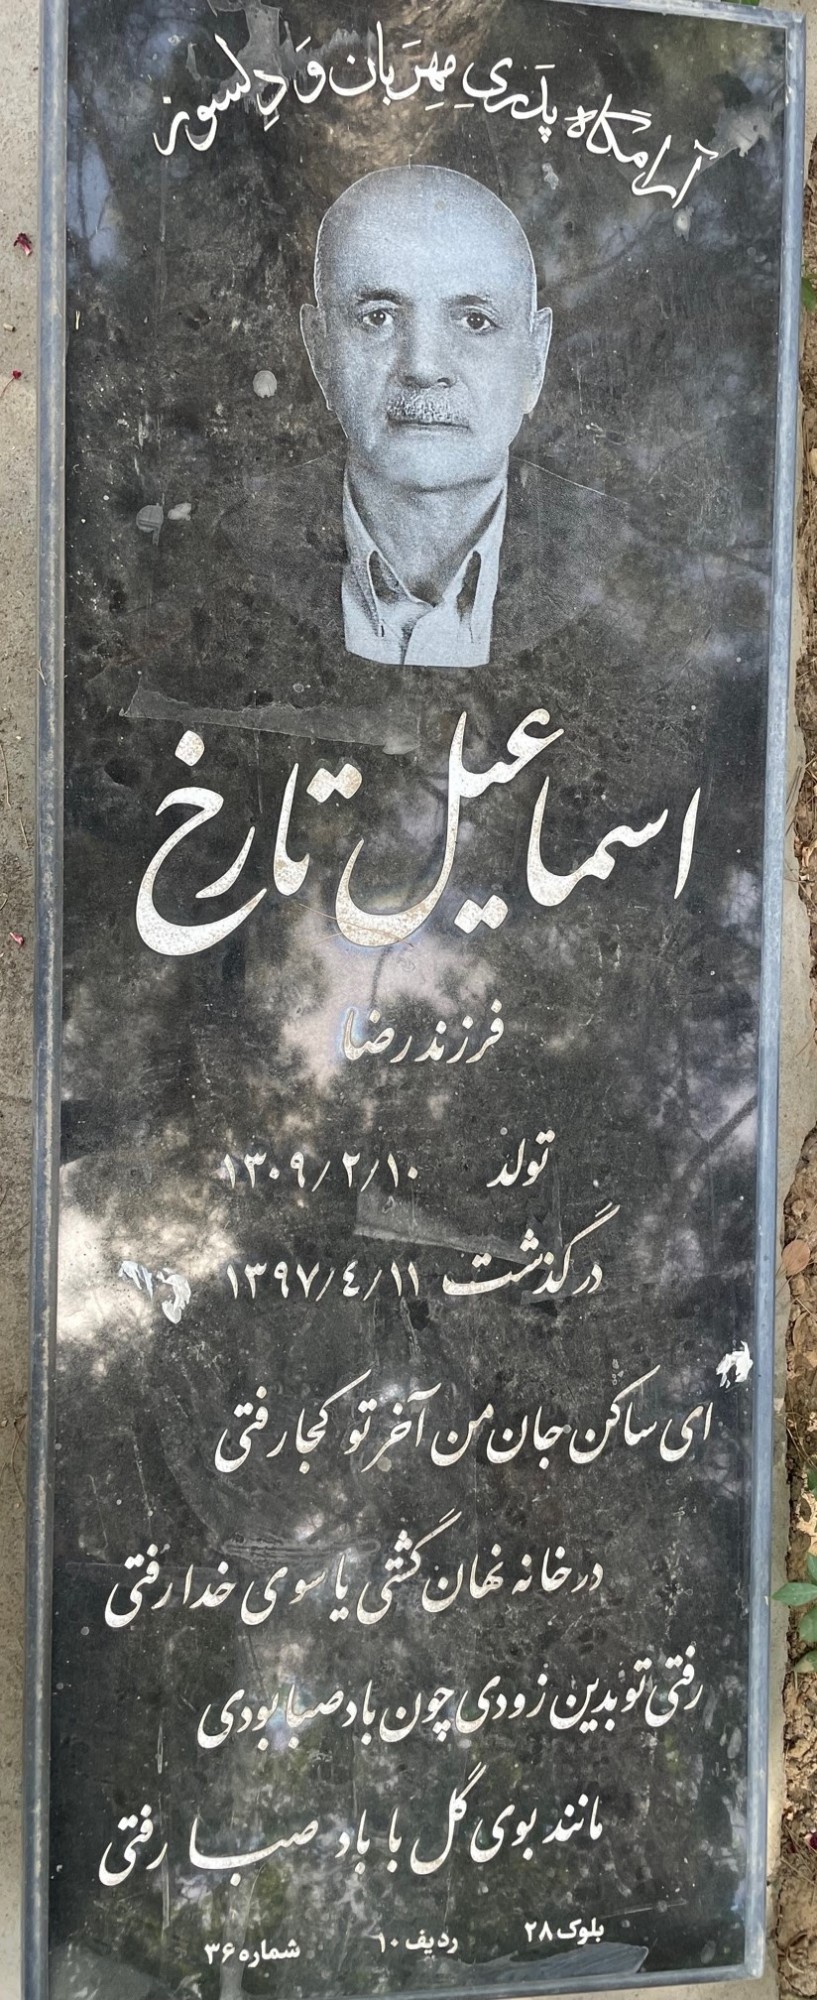 آرامگاه پدری مهربان و دلسوز
اسماعیل تارخ
فرزند رضا
تولد ۱۳۰۹/۲/۱۰
درگذشت ۱۳۹۷/٤/۱۱
ای ساکن جان من آخر تو کجا رفتی
در خانه نهان گشتی یا سوی خدا رفتی
رفتی تو بدین زودی چون باد صبا بودی
مانند بوی گل با باد صبا رفتی
بلوک ۲۸ ردیف ۱۰ شماره ۳۶